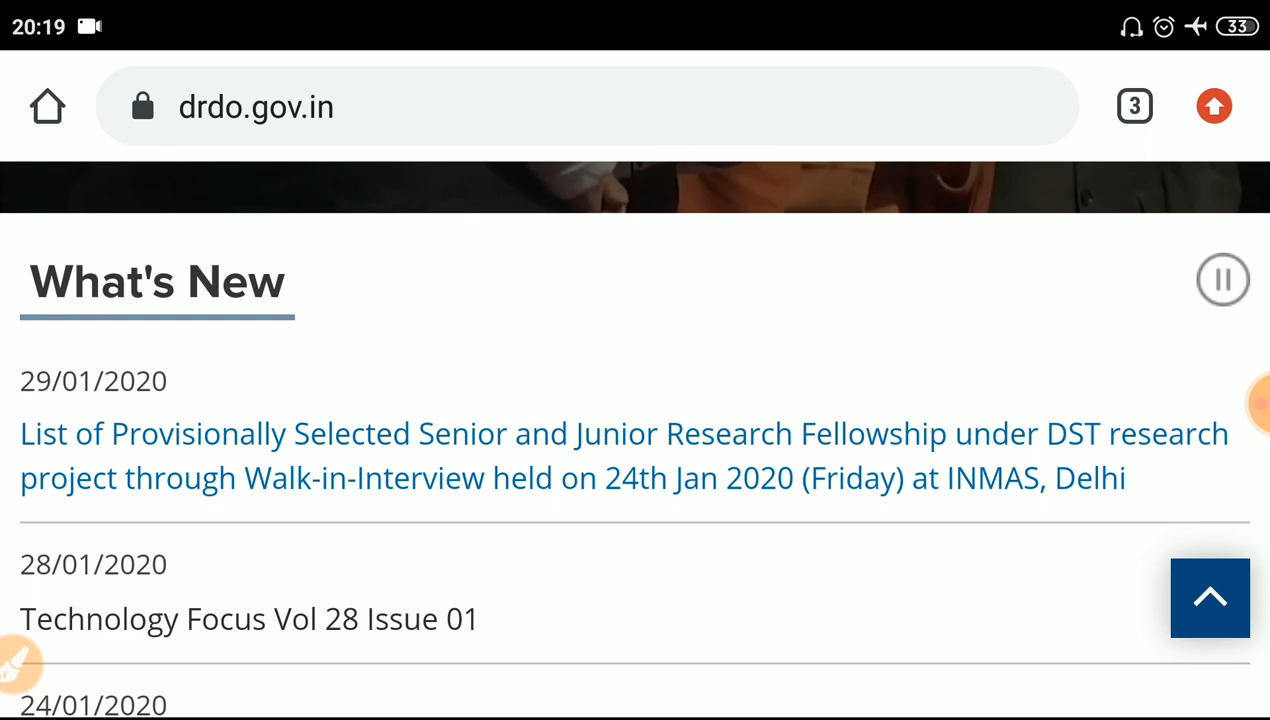 20:19
33
drdo.gov.in
3
What's New
29/01/2020
List of Provisionally Selected Senior and Junior Research Fellowship under DST research
project through Walk-in-Interview held on 24th Jan 2020 (Friday) at INMAS, Delhi
28/01/2020
Technology Focus Vol 28 Issue 01
24/01/2020